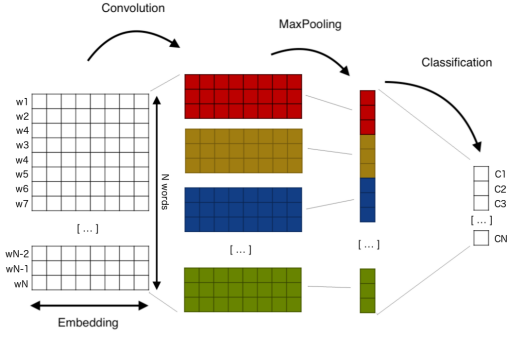 Convolution
MaxPooling
Classification
w1
w2
w4
w3
w4
w5
w6
w7
[ ... ]
wN-2
wN-1
wN
N words
Embedding
[ ... ]
[ ... ]
C1
C2
C3
[ ... ]
CN